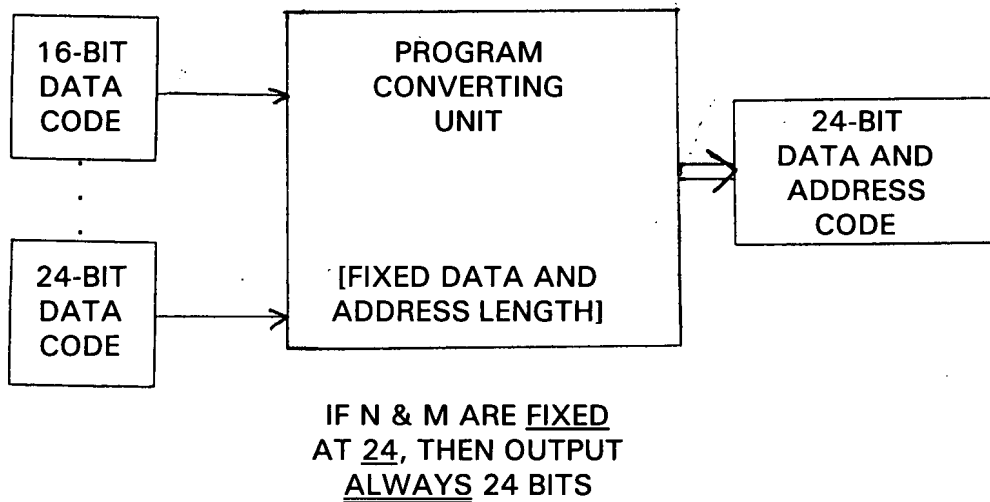 16-BIT
DATA
CODE
24-BIT
DATA
CODE
PROGRAM
CONVERTING
UNIT
[FIXED DATA AND
ADDRESS LENGTH]
24-BIT
DATA AND
ADDRESS
CODE
IF N & M ARE FIXED
AT 24, THEN OUTPUT
ALWAYS 24 BITS